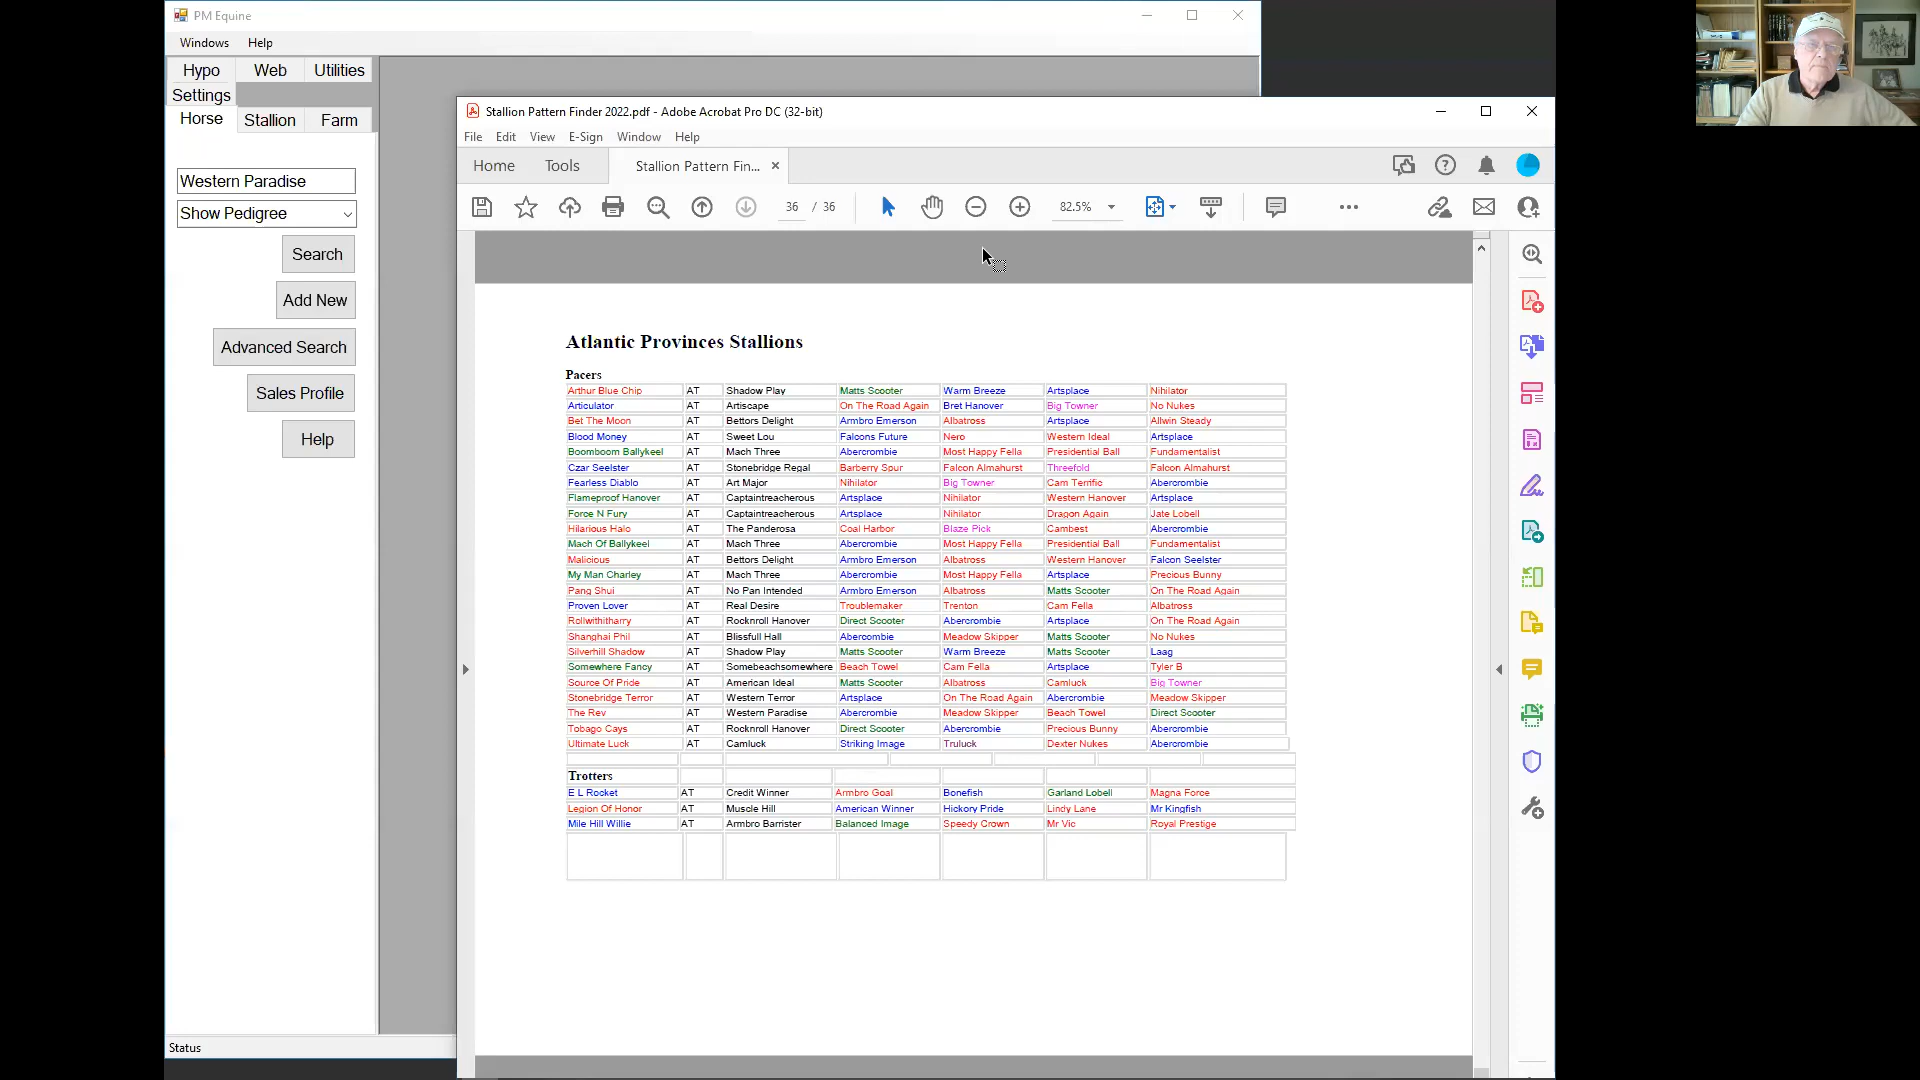 PM Equine
Windows Help
Hypo Web Utilities
Settings
Horse Stallion Farm
Western Paradise
Show Pedigree
Search
Add New
Advanced Search
Sales Profile
Help
Status
Stallion Pattern Finder 2022.pdf - Adobe Acrobat Pro DC (32-bit)
File Edit View E-Sign Window Help
Home Tools Stallion Pattern Fin... ×
36 / 36 82.5%
Atlantic Provinces Stallions
Pacers
Arthur Blue Chip AT Shadow Play Matts Scooter Warm Breeze Artsplace Nihilator
Articulator AT Artiscape On The Road Again Bret Hanover Big Towner No Nukes
Bet The Moon AT Bettors Delight Armbro Emerson Albatross Artsplace Allwin Steady
Blood Money AT Sweet Lou Falcons Future Nero Western Ideal Artsplace
Boomboom Ballykeel AT Mach Three Abercrombie Most Happy Fella Presidential Ball Fundamentalist
Czar Seelster AT Stonebridge Regal Barberry Spur Falcon Almahurst Threefold Falcon Almahurst
Fearless Diablo AT Art Major Nihilator Big Towner Cam Terrific Abercrombie
Flameproof Hanover AT Captaintreacherous Artsplace Nihilator Western Hanover Artsplace
Force N Fury AT Captaintreacherous Artsplace Nihilator Dragon Again Jate Lobell
Hilarious Halo AT The Panderosa Coal Harbor Blaze Pick Cambest Abercrombie
Mach Of Ballykeel AT Mach Three Abercrombie Most Happy Fella Presidential Ball Fundamentalist
Malicious AT Bettors Delight Armbro Emerson Albatross Western Hanover Falcon Seelster
My Man Charley AT Mach Three Abercrombie Most Happy Fella Artsplace Precious Bunny
Pang Shui AT No Pan Intended Armbro Emerson Albatross Matts Scooter On The Road Again
Proven Lover AT Real Desire Troublemaker Trenton Cam Fella Albatross
Rollwithitharry AT Rocknroll Hanover Direct Scooter Abercrombie Artsplace On The Road Again
Shanghai Phil AT Blissfull Hall Abercombie Meadow Skipper Matts Scooter No Nukes
Silverhill Shadow AT Shadow Play Matts Scooter Warm Breeze Matts Scooter Laag
Somewhere Fancy AT Somebeachsomewhere Beach Towel Cam Fella Artsplace Tyler B
Source Of Pride AT American Ideal Matts Scooter Albatross Camluck Big Towner
Stonebridge Terror AT Western Terror Artsplace On The Road Again Abercrombie Meadow Skipper
The Rev AT Western Paradise Abercrombie Meadow Skipper Beach Towel Direct Scooter
Tobago Cays AT Rocknroll Hanover Direct Scooter Abercrombie Precious Bunny Abercrombie
Ultimate Luck AT Camluck Striking Image Truluck Dexter Nukes Abercrombie
Trotters
E L Rocket AT Credit Winner Armbro Goal Bonefish Garland Lobell Magna Force
Legion Of Honor AT Muscle Hill American Winner Hickory Pride Lindy Lane Mr Kingfish
Mile Hill Willie AT Armbro Barrister Balanced Image Speedy Crown Mr Vic Royal Prestige